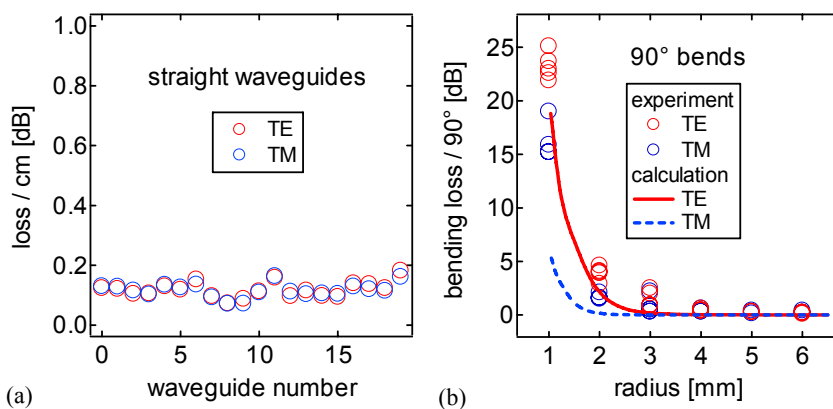 1.0
0.8
0.6
0.4
0.2
0.0
loss / cm [dB]
straight waveguides
TE
TM
0 5 10 15
waveguide number
(a)
25
20
15
10
5
0
bending loss / 90° [dB]
90° bends
experiment
TE
TM
calculation
TE
TM
1 2 3 4 5 6
radius [mm]
(b)